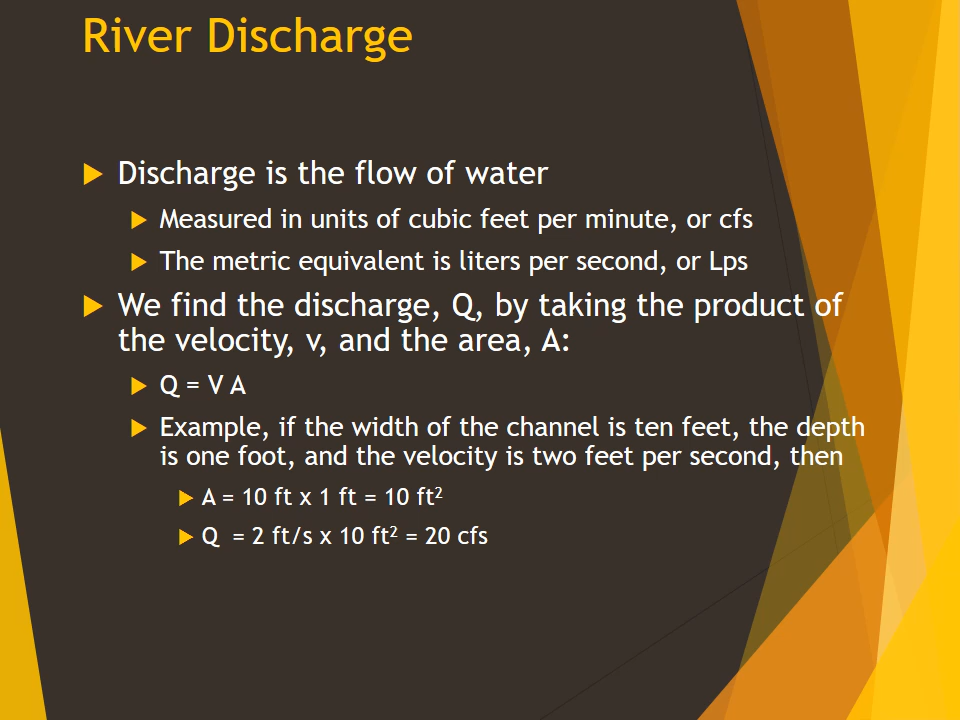 River Discharge
Discharge is the flow of water
Measured in units of cubic feet per minute, or cfs
The metric equivalent is liters per second, or Lps
We find the discharge, Q, by taking the product of
the velocity, v, and the area, A:
Q = V A
Example, if the width of the channel is ten feet, the depth
is one foot, and the velocity is two feet per second, then
A = 10 ft x 1 ft = 10 ft²
Q = 2 ft/s x 10 ft² = 20 cfs